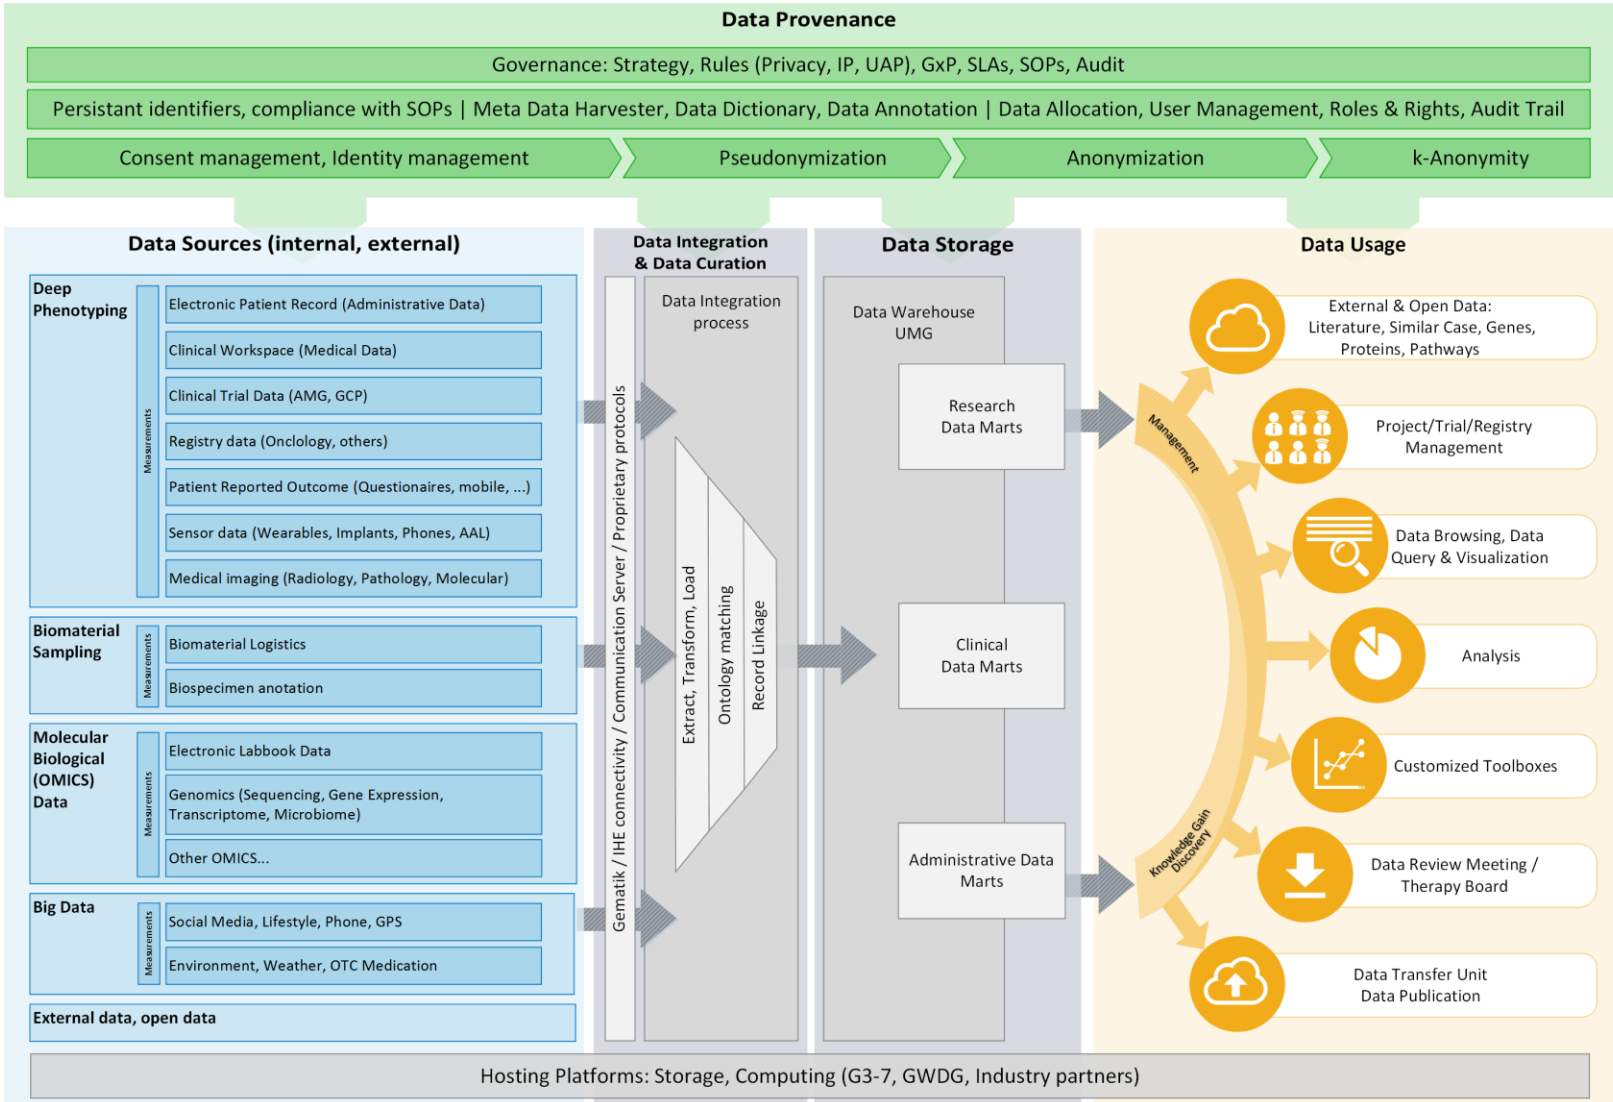 Data Provenance
Governance: Strategy, Rules (Privacy, IP, UAP), GxP, SLAs, SOPs, Audit
Persistant identifiers, compliance with SOPs | Meta Data Harvester, Data Dictionary, Data Annotation | Data Allocation, User Management, Roles & Rights, Audit Trail
Consent management, Identity management
Pseudonymization
Anonymization
k-Anonymity
Data Sources (internal, external)
Deep
Phenotyping
Measurements
Electronic Patient Record (Administrative Data)
Clinical Workspace (Medical Data)
Clinical Trial Data (AMG, GCP)
Registry data (Onclology, others)
Patient Reported Outcome (Questionaires, mobile, ...)
Sensor data (Wearables, Implants, Phones, AAL)
Medical imaging (Radiology, Pathology, Molecular)
Biomaterial
Sampling
Measurements
Biomaterial Logistics
Biospecimen anotation
Molecular
Biological
(OMICS)
Data
Measurements
Electronic Labbook Data
Genomics (Sequencing, Gene Expression,
Transcriptome, Microbiome)
Other OMICS...
Big Data
Measurements
Social Media, Lifestyle, Phone, GPS
Environment, Weather, OTC Medication
External data, open data
Data Integration
& Data Curation
Gematik / IHE connectivity / Communication Server / Proprietary protocols
Data Integration
process
Extract, Transform, Load
Ontology matching
Record Linkage
Data Storage
Data Warehouse
UMG
Research
Data Marts
Clinical
Data Marts
Administrative Data
Marts
Data Usage
Management
Knowledge Gain
Discovery
External & Open Data:
Literature, Similar Case, Genes,
Proteins, Pathways
Project/Trial/Registry
Management
Data Browsing, Data
Query & Visualization
Analysis
Customized Toolboxes
Data Review Meeting /
Therapy Board
Data Transfer Unit
Data Publication
Hosting Platforms: Storage, Computing (G3-7, GWDG, Industry partners)